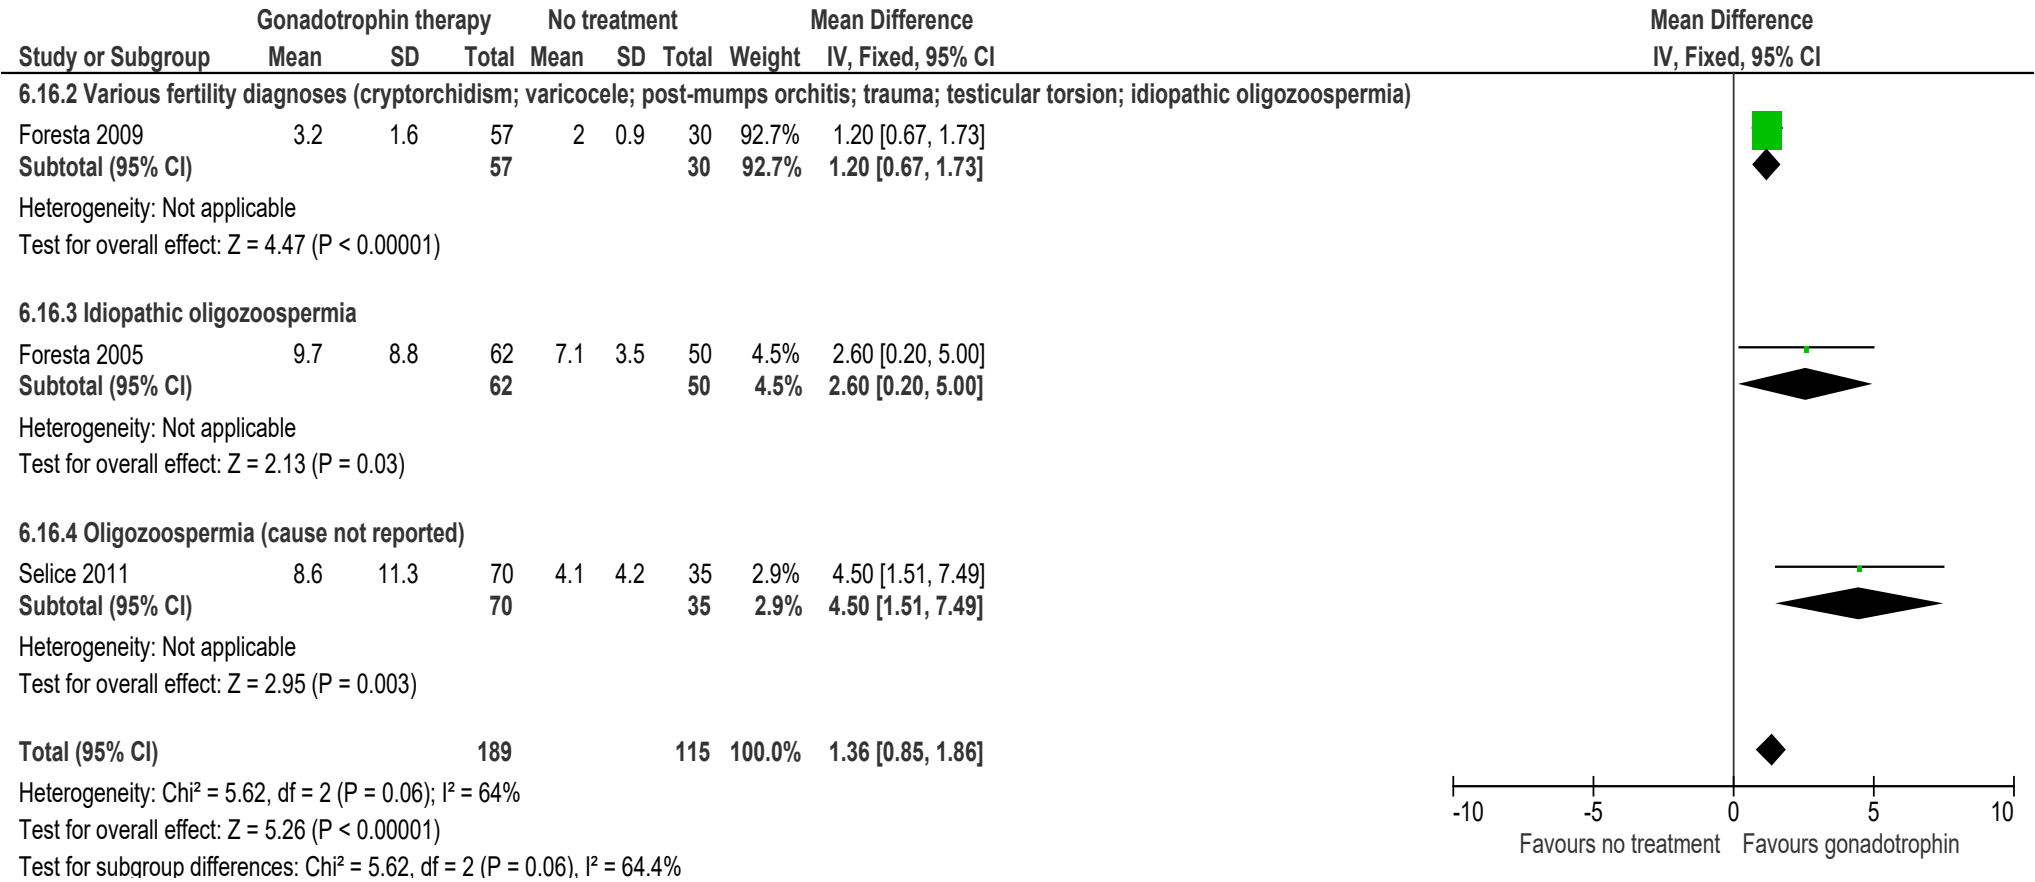 Gonadotrophin therapy No treatment Mean Difference Mean Difference
Study or Subgroup Mean SD Total Mean SD Total Weight IV, Fixed, 95% CI IV, Fixed, 95% CI
6.16.2 Various fertility diagnoses (cryptorchidism; varicocele; post-mumps orchitis; trauma; testicular torsion; idiopathic oligozoospermia)
Foresta 2009 3.2 1.6 57 2 0.9 30 92.7% 1.20 [0.67, 1.73]
Subtotal (95% CI) 57 30 92.7% 1.20 [0.67, 1.73]
Heterogeneity: Not applicable
Test for overall effect: Z = 4.47 (P < 0.00001)
6.16.3 Idiopathic oligozoospermia
Foresta 2005 9.7 8.8 62 7.1 3.5 50 4.5% 2.60 [0.20, 5.00]
Subtotal (95% CI) 62 50 4.5% 2.60 [0.20, 5.00]
Heterogeneity: Not applicable
Test for overall effect: Z = 2.13 (P = 0.03)
6.16.4 Oligozoospermia (cause not reported)
Selice 2011 8.6 11.3 70 4.1 4.2 35 2.9% 4.50 [1.51, 7.49]
Subtotal (95% CI) 70 35 2.9% 4.50 [1.51, 7.49]
Heterogeneity: Not applicable
Test for overall effect: Z = 2.95 (P = 0.003)
Total (95% CI) 189 115 100.0% 1.36 [0.85, 1.86]
Heterogeneity: Chi² = 5.62, df = 2 (P = 0.06); I² = 64%
Test for overall effect: Z = 5.26 (P < 0.00001)
Test for subgroup differences: Chi² = 5.62, df = 2 (P = 0.06), I² = 64.4%
-10 -5 0 5 10
Favours no treatment Favours gonadotrophin